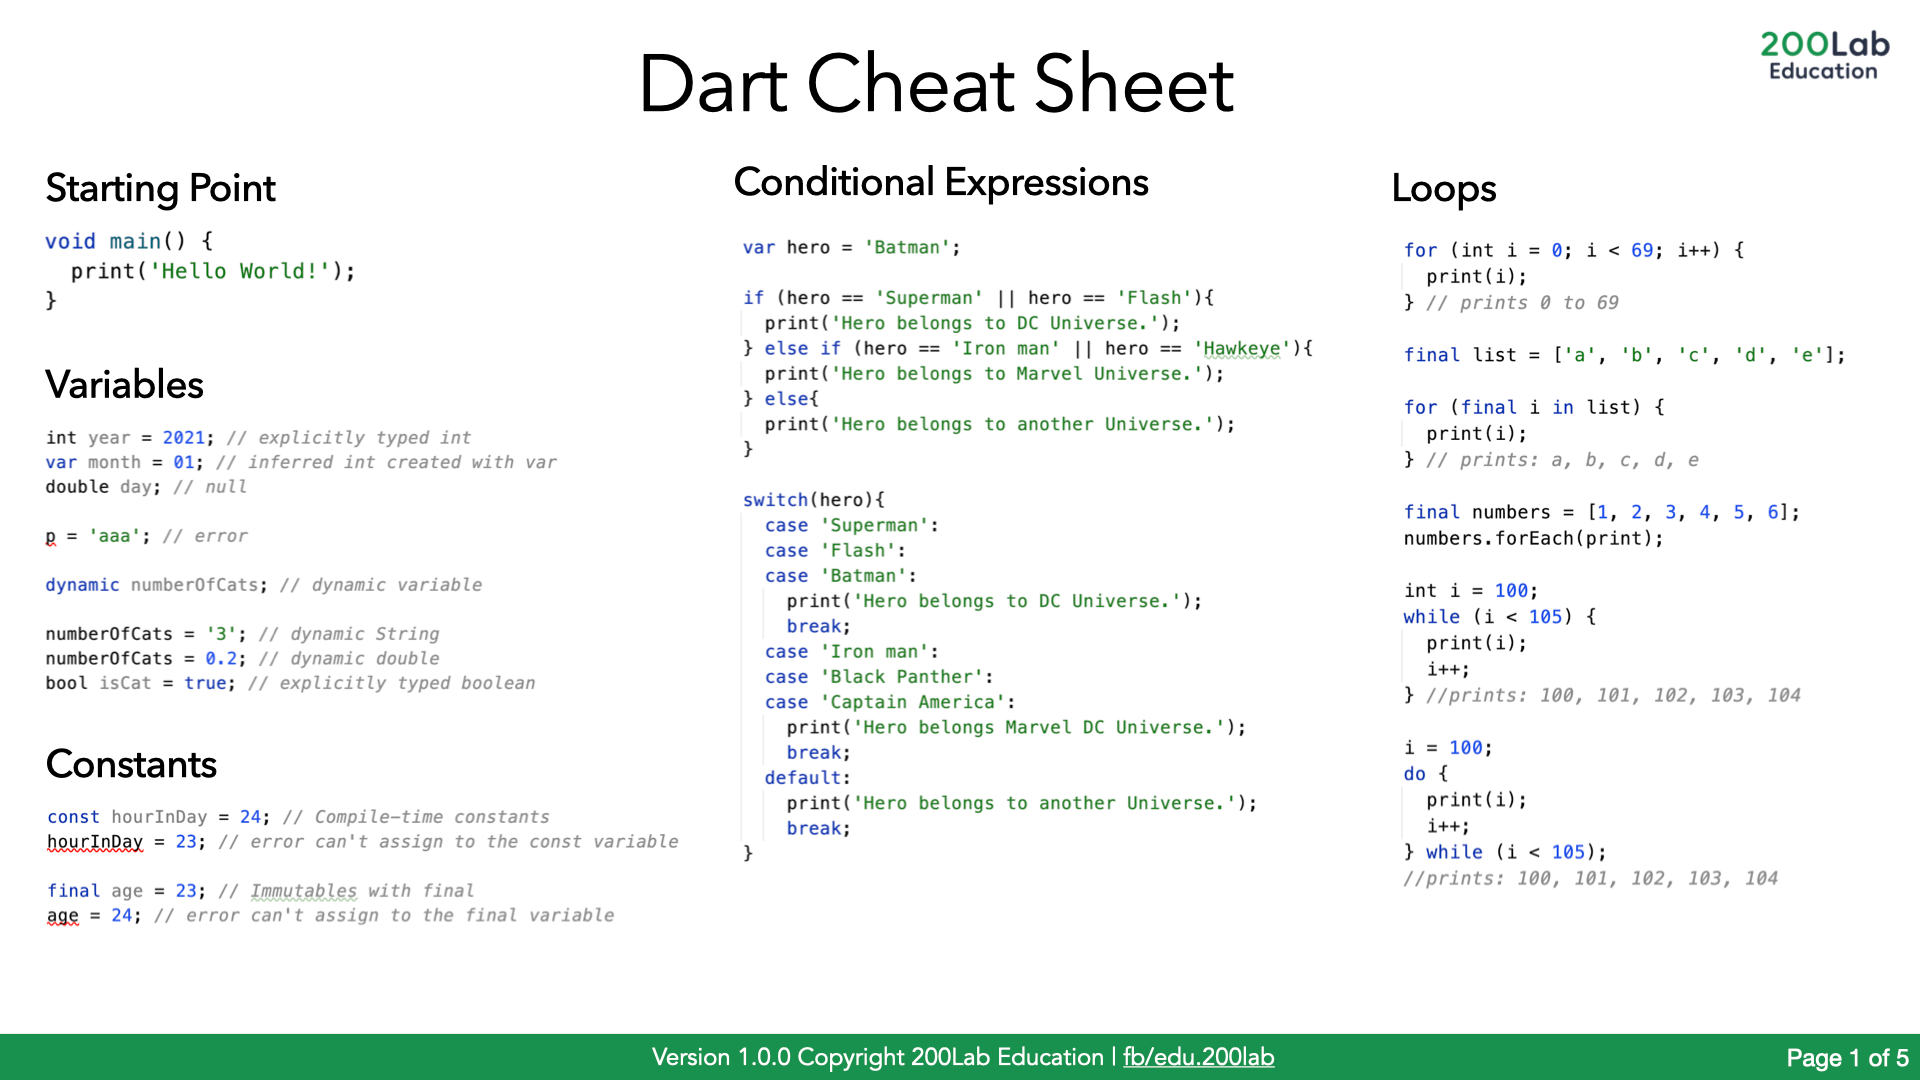 Dart Cheat Sheet
200Lab
Education
Starting Point
void main() {
  print('Hello World!');
}
Variables
int year = 2021; // explicitly typed int
var month = 01; // inferred int created with var
double day; // null
p = 'aaa'; // error
dynamic numberOfCats; // dynamic variable
numberOfCats = '3'; // dynamic String
numberOfCats = 0.2; // dynamic double
bool isCat = true; // explicitly typed boolean
Constants
const hourInDay = 24; // Compile-time constants
hourInDay = 23; // error can't assign to the const variable
final age = 23; // Immutables with final
age = 24; // error can't assign to the final variable
Conditional Expressions
var hero = 'Batman';
if (hero == 'Superman' || hero == 'Flash'){
  print('Hero belongs to DC Universe.');
} else if (hero == 'Iron man' || hero == 'Hawkeye'){
  print('Hero belongs to Marvel Universe.');
} else{
  print('Hero belongs to another Universe.');
}
switch(hero){
  case 'Superman':
  case 'Flash':
  case 'Batman':
    print('Hero belongs to DC Universe.');
    break;
  case 'Iron man':
  case 'Black Panther':
  case 'Captain America':
    print('Hero belongs Marvel DC Universe.');
    break;
  default:
    print('Hero belongs to another Universe.');
    break;
}
Loops
for (int i = 0; i < 69; i++) {
  print(i);
} // prints 0 to 69
final list = ['a', 'b', 'c', 'd', 'e'];
for (final i in list) {
  print(i);
} // prints: a, b, c, d, e
final numbers = [1, 2, 3, 4, 5, 6];
numbers.forEach(print);
int i = 100;
while (i < 105) {
  print(i);
  i++;
} //prints: 100, 101, 102, 103, 104
i = 100;
do {
  print(i);
  i++;
} while (i < 105);
//prints: 100, 101, 102, 103, 104
Version 1.0.0 Copyright 200Lab Education | fb/edu.200lab
Page 1 of 5